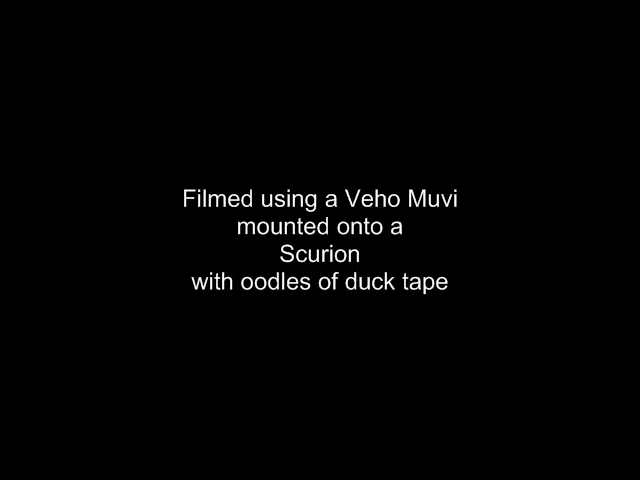 Filmed using a Veho Muvi
mounted onto a
Scurion
with oodles of duck tape